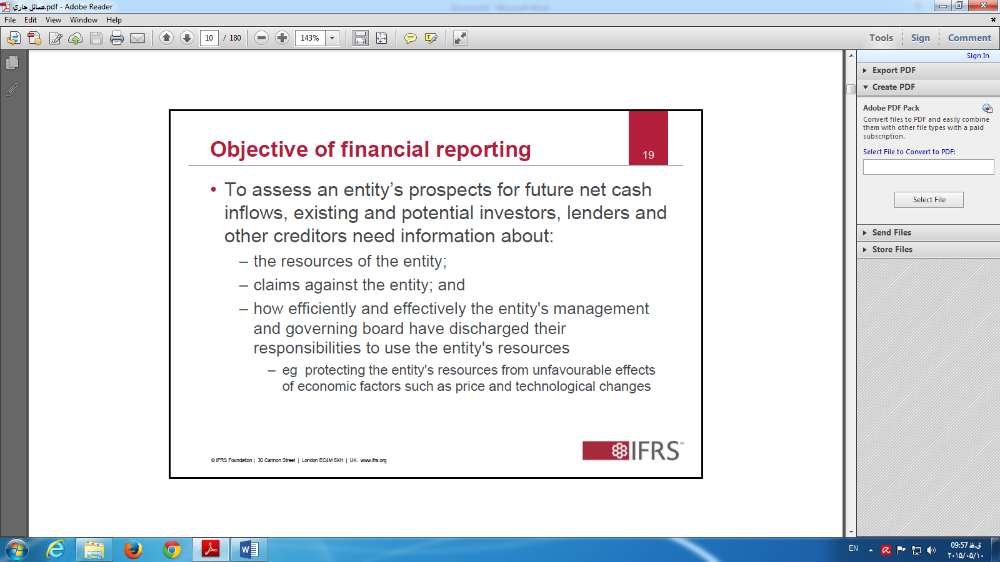 مسائل جاري.pdf - Adobe Reader
File Edit View Window Help
10 / 180 143% Tools Sign Comment
Sign In
Export PDF
Create PDF
Adobe PDF Pack
Convert files to PDF and easily combine
them with other file types with a paid
subscription.
Select File to Convert to PDF:
Select File
Send Files
Store Files
Objective of financial reporting
19
• To assess an entity’s prospects for future net cash
inflows, existing and potential investors, lenders and
other creditors need information about:
– the resources of the entity;
– claims against the entity; and
– how efficiently and effectively the entity's management
and governing board have discharged their
responsibilities to use the entity's resources
– eg protecting the entity's resources from unfavourable effects
of economic factors such as price and technological changes
IFRS™
© IFRS Foundation | 30 Cannon Street | London EC4M 6XH | UK. www.ifrs.org
EN
09:57 ق.ظ
۲۰۱۵/۰۵/۱۰